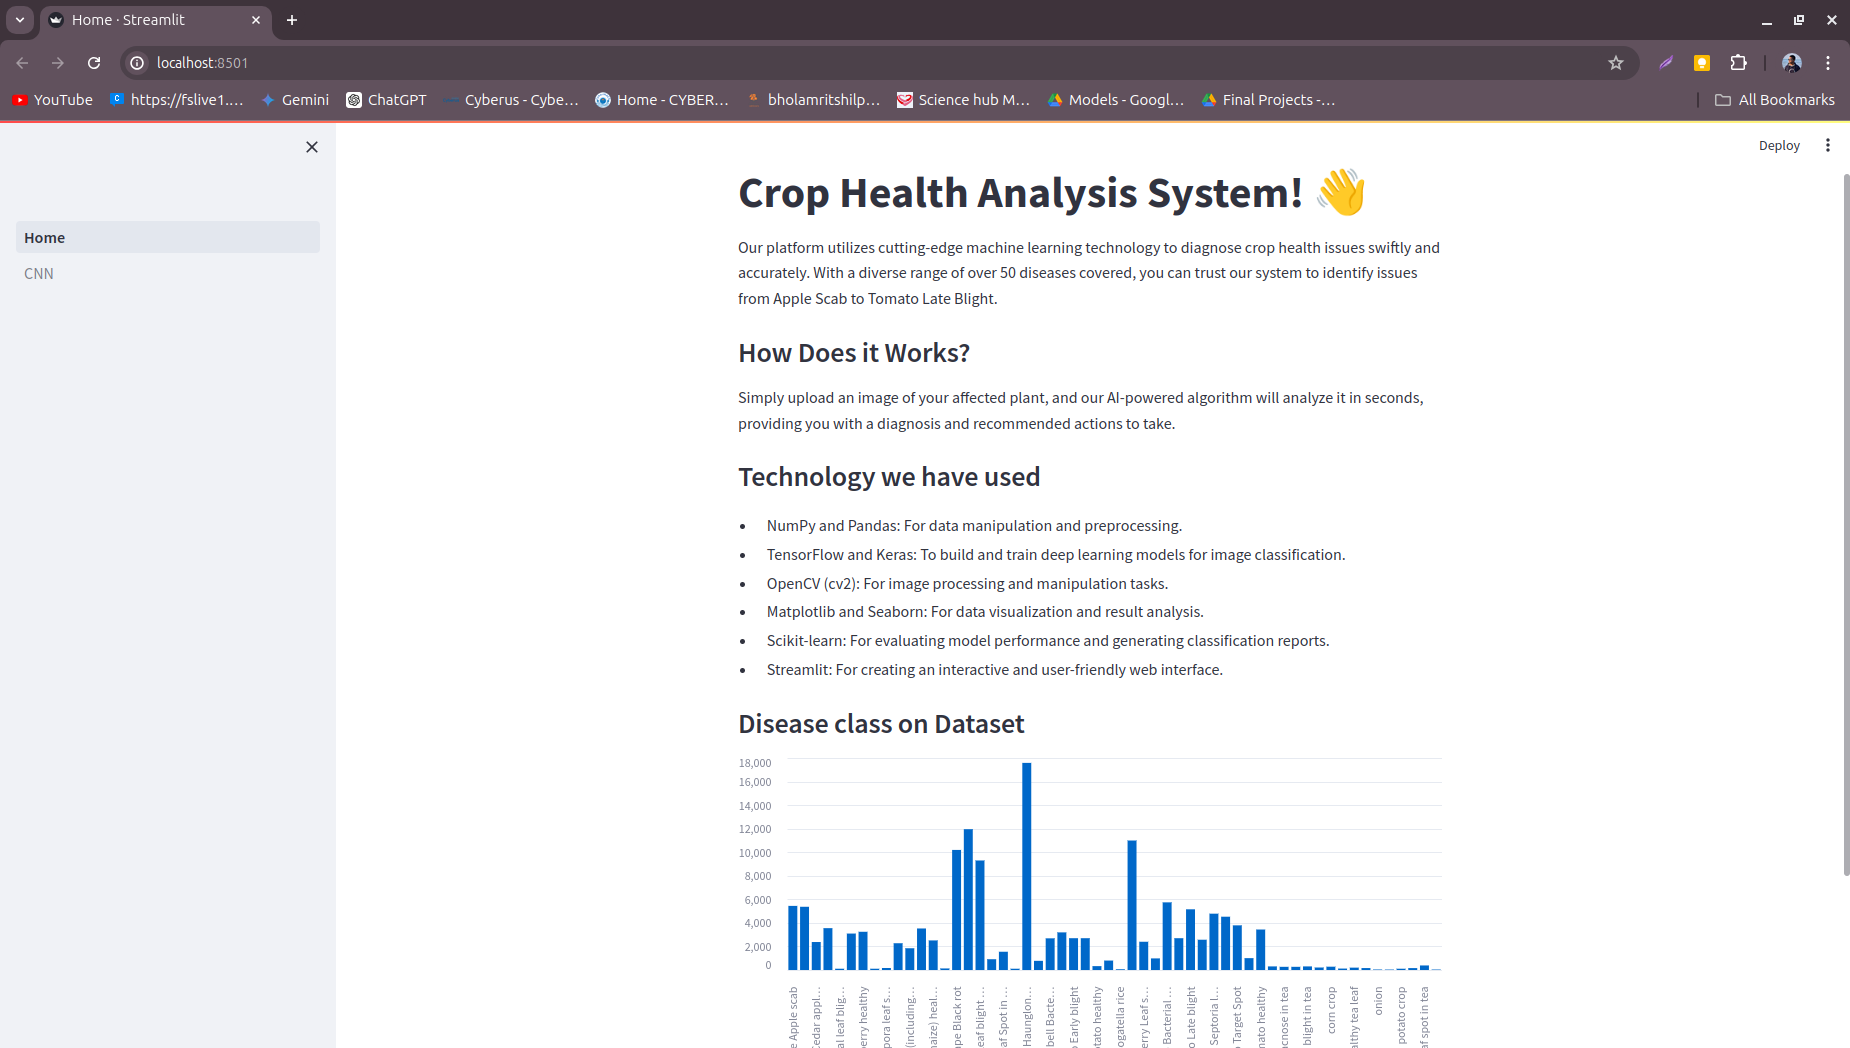 Home · Streamlit
localhost:8501
YouTube
https://fslive1....
Gemini
ChatGPT
Cyberus - Cybe...
Home - CYBER...
bholamritshilp...
Science hub M...
Models - Googl...
Final Projects -...
All Bookmarks
Deploy
Home
CNN
Crop Health Analysis System! 👋
Our platform utilizes cutting-edge machine learning technology to diagnose crop health issues swiftly and
accurately. With a diverse range of over 50 diseases covered, you can trust our system to identify issues
from Apple Scab to Tomato Late Blight.
How Does it Works?
Simply upload an image of your affected plant, and our AI-powered algorithm will analyze it in seconds,
providing you with a diagnosis and recommended actions to take.
Technology we have used
• NumPy and Pandas: For data manipulation and preprocessing.
• TensorFlow and Keras: To build and train deep learning models for image classification.
• OpenCV (cv2): For image processing and manipulation tasks.
• Matplotlib and Seaborn: For data visualization and result analysis.
• Scikit-learn: For evaluating model performance and generating classification reports.
• Streamlit: For creating an interactive and user-friendly web interface.
Disease class on Dataset
18,000
16,000
14,000
12,000
10,000
8,000
6,000
4,000
2,000
0
e Apple scab
Cedar appl...
al leaf blig...
erry healthy
pora leaf s...
(including...
naize) heal...
ape Black rot
eaf blight ...
af Spot in ...
Haunglon...
bell Bacte...
o Early blight
otato healthy
ogatella rice
erry Leaf s...
Bacterial ...
o Late blight
Septoria l...
o Target Spot
mato healthy
acnose in tea
blight in tea
corn crop
althy tea leaf
onion
potato crop
af spot in tea